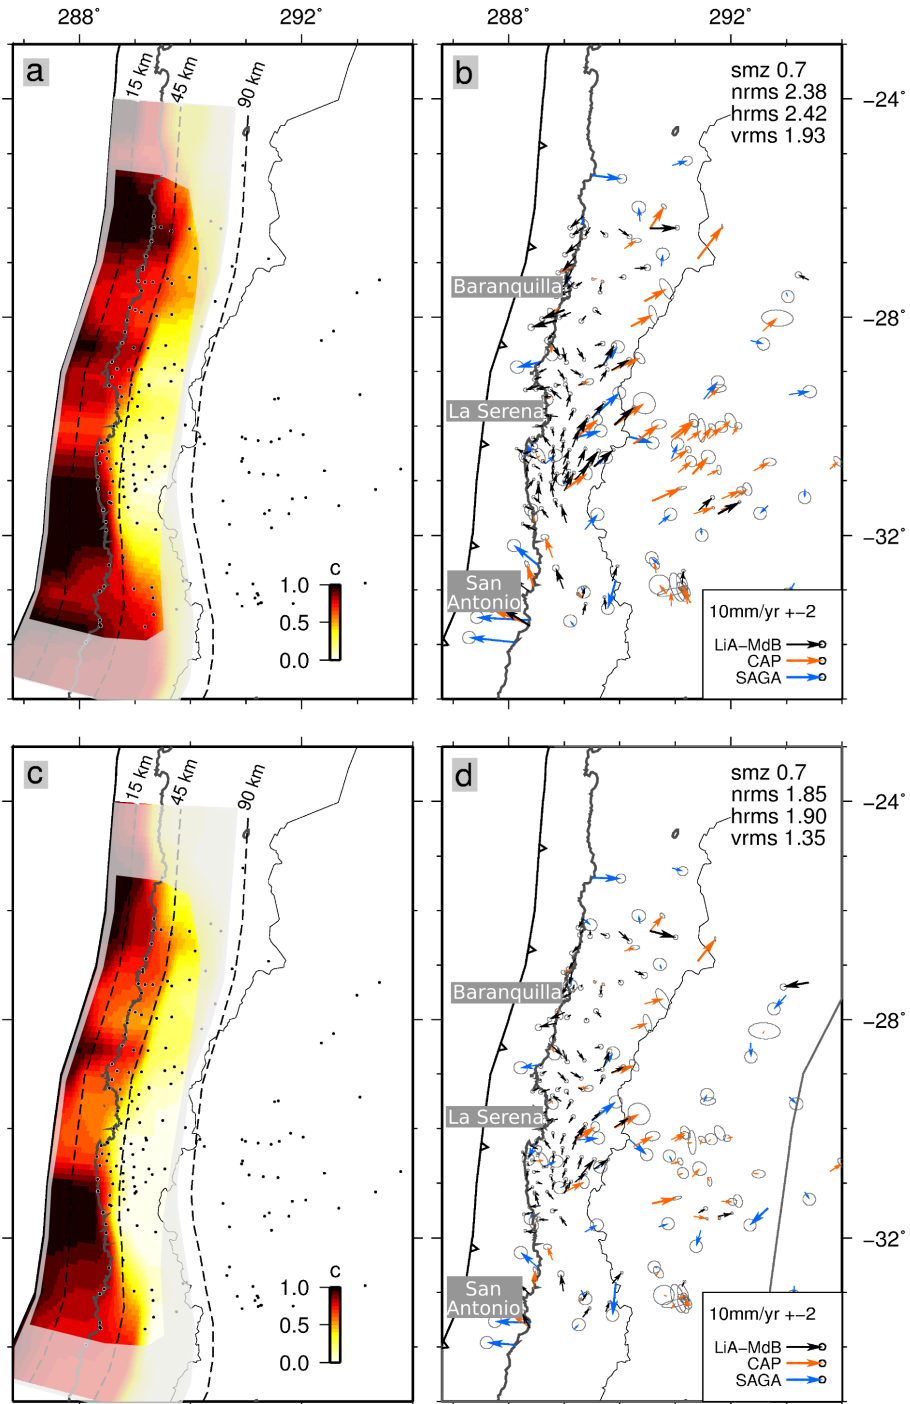 288° 292° 288° 292°
a
15 km
45 km
90 km
c
1.0
0.5
0.0
b
smz 0.7
nrms 2.38
hrms 2.42
vrms 1.93
Baranquilla
La Serena
San
Antonio
10mm/yr +-2
LiA-MdB
CAP
SAGA
-24°
-28°
-32°
c
15 km
45 km
90 km
c
1.0
0.5
0.0
d
smz 0.7
nrms 1.85
hrms 1.90
vrms 1.35
Baranquilla
La Serena
San
Antonio
10mm/yr +-2
LiA-MdB
CAP
SAGA
-24°
-28°
-32°